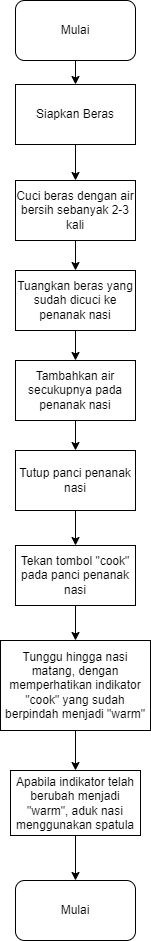 Mulai
Siapkan Beras
Cuci beras dengan air
bersih sebanyak 2-3
kali
Tuangkan beras yang
sudah dicuci ke
penanak nasi
Tambahkan air
secukupnya pada
penanak nasi
Tutup panci penanak
nasi
Tekan tombol "cook"
pada panci penanak
nasi
Tunggu hingga nasi
matang, dengan
memperhatikan indikator
"cook" yang sudah
berpindah menjadi "warm"
Apabila indikator telah
berubah menjadi
"warm", aduk nasi
menggunakan spatula
Mulai